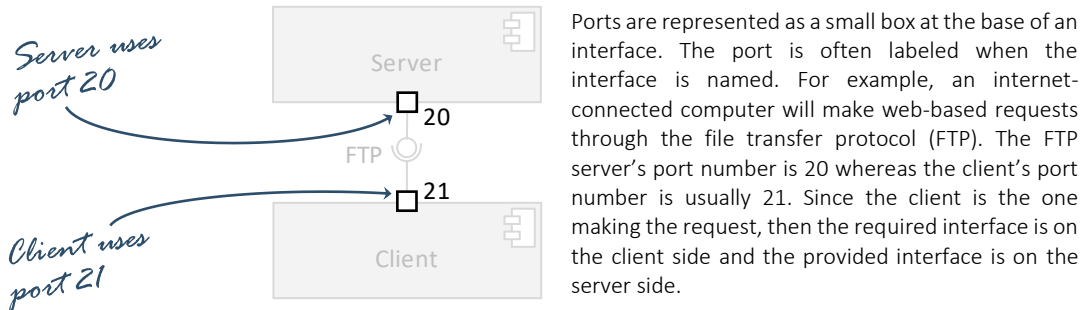 Server uses
port 20
Server
20
FTP
21
Client uses
port 21
Client
Ports are represented as a small box at the base of an
interface. The port is often labeled when the
interface is named. For example, an internet-
connected computer will make web-based requests
through the file transfer protocol (FTP). The FTP
server’s port number is 20 whereas the client’s port
number is usually 21. Since the client is the one
making the request, then the required interface is on
the client side and the provided interface is on the
server side.